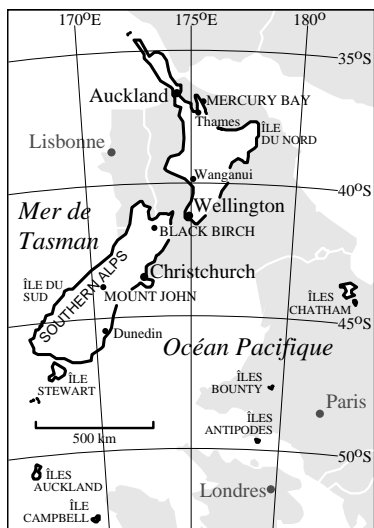 170°E
175°E
180°
35°S
Auckland
MERCURY BAY
Thames
ÎLE
DU NORD
Lisbonne
Wanganui
40°S
Mer de
Tasman
Wellington
BLACK BIRCH
SOUTHERN ALPS
Christchurch
ÎLE DU
SUD
MOUNT JOHN
ÎLES
CHATHAM
45°S
Dunedin
Océan Pacifique
ÎLE
STEWART
ÎLES
BOUNTY
Paris
ÎLES
ANTIPODES
500 km
50°S
ÎLES
AUCKLAND
Londres
ÎLE
CAMPBELL